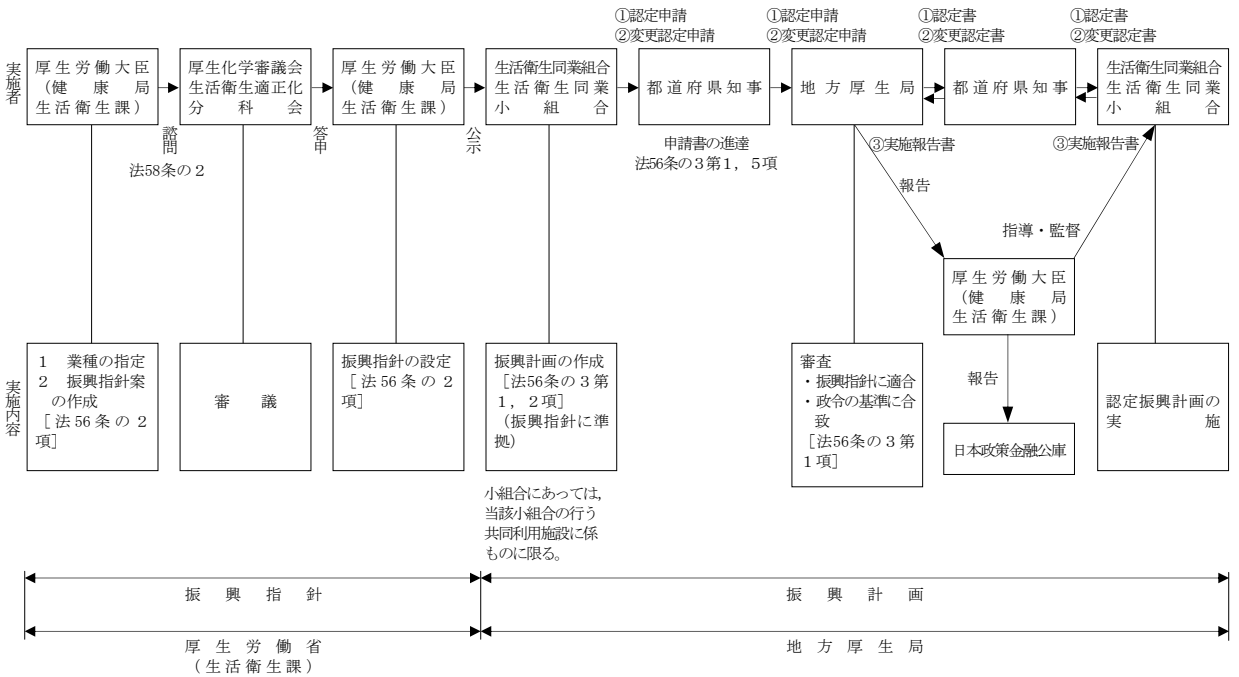 ①認定申請
②変更認定申請
①認定申請
②変更認定申請
①認定書
②変更認定書
①認定書
②変更認定書
実施者
厚生労働大臣
（健康局
生活衛生課）
厚生化学審議会
生活衛生適正化
分科会
厚生労働大臣
（健康局
生活衛生課）
生活衛生同業組合
生活衛生同業
小組合
都道府県知事
地方厚生局
都道府県知事
生活衛生同業組合
生活衛生同業
小組合
諮問
法58条の２
答申
公示
申請書の進達
法56条の３第１，５項
③実施報告書
③実施報告書
報告
指導・監督
厚生労働大臣
（健康局
生活衛生課）
報告
日本政策金融公庫
実施内容
１　業種の指定
２　振興指針案
の作成
［法56条の２
項］
審議
振興指針の設定
［法56条の２
項］
振興計画の作成
［法56条の３第
１，２項］
（振興指針に準
拠）
審査
・振興指針に適合
・政令の基準に合
致
［法56条の３第
１項］
認定振興計画の
実施
小組合にあっては，
当該小組合の行う
共同利用施設に係
ものに限る。
振興指針
振興計画
厚生労働省
（生活衛生課）
地方厚生局